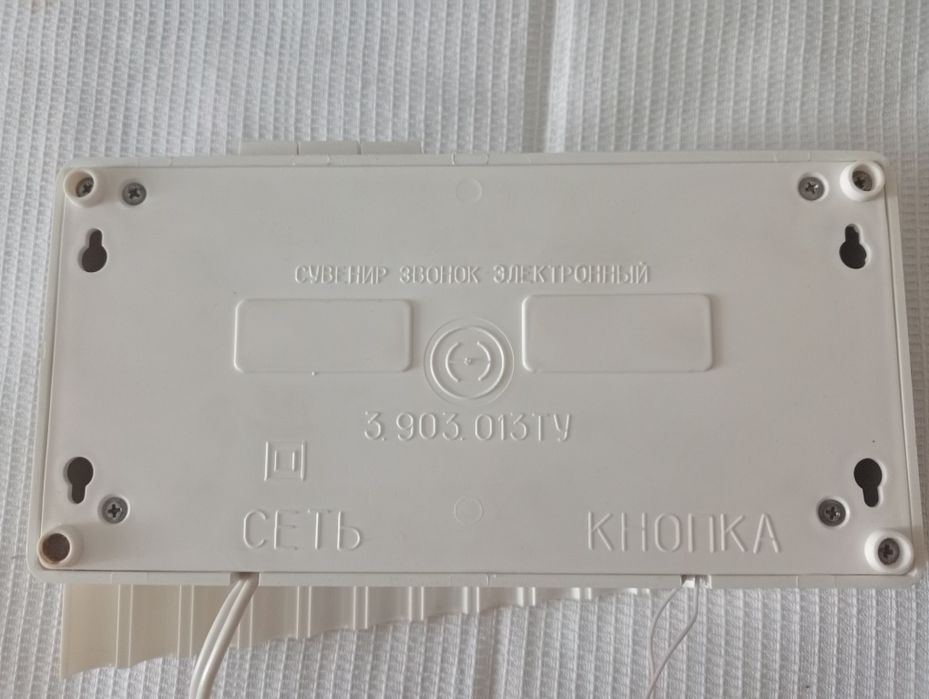 СУВЕНИР ЗВОНОК ЭЛЕКТРОННЫЙ
3.903.013ТУ
СЕТЬ КНОПКА